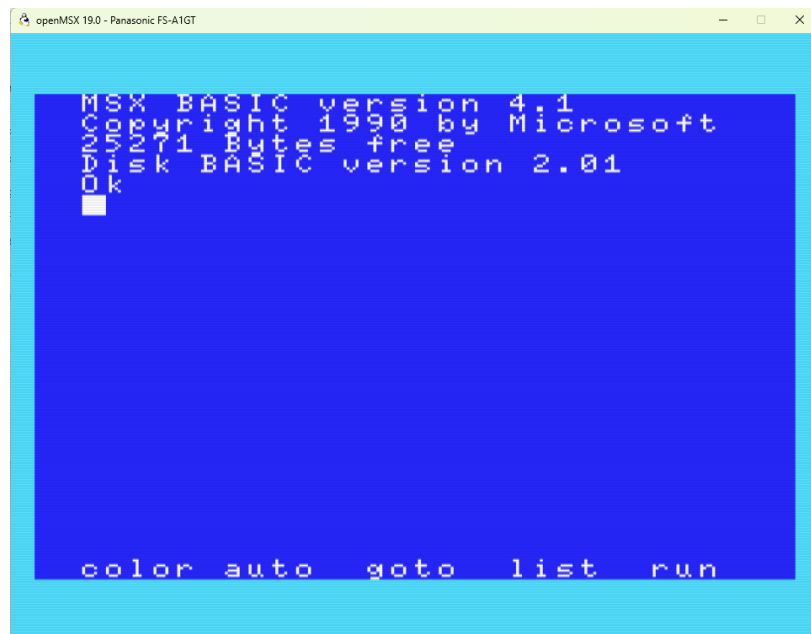 openMSX 19.0 - Panasonic FS-A1GT
MSX BASIC version 4.1
Copyright 1990 by Microsoft
25271 Bytes free
Disk BASIC version 2.01
Ok
color auto goto list run